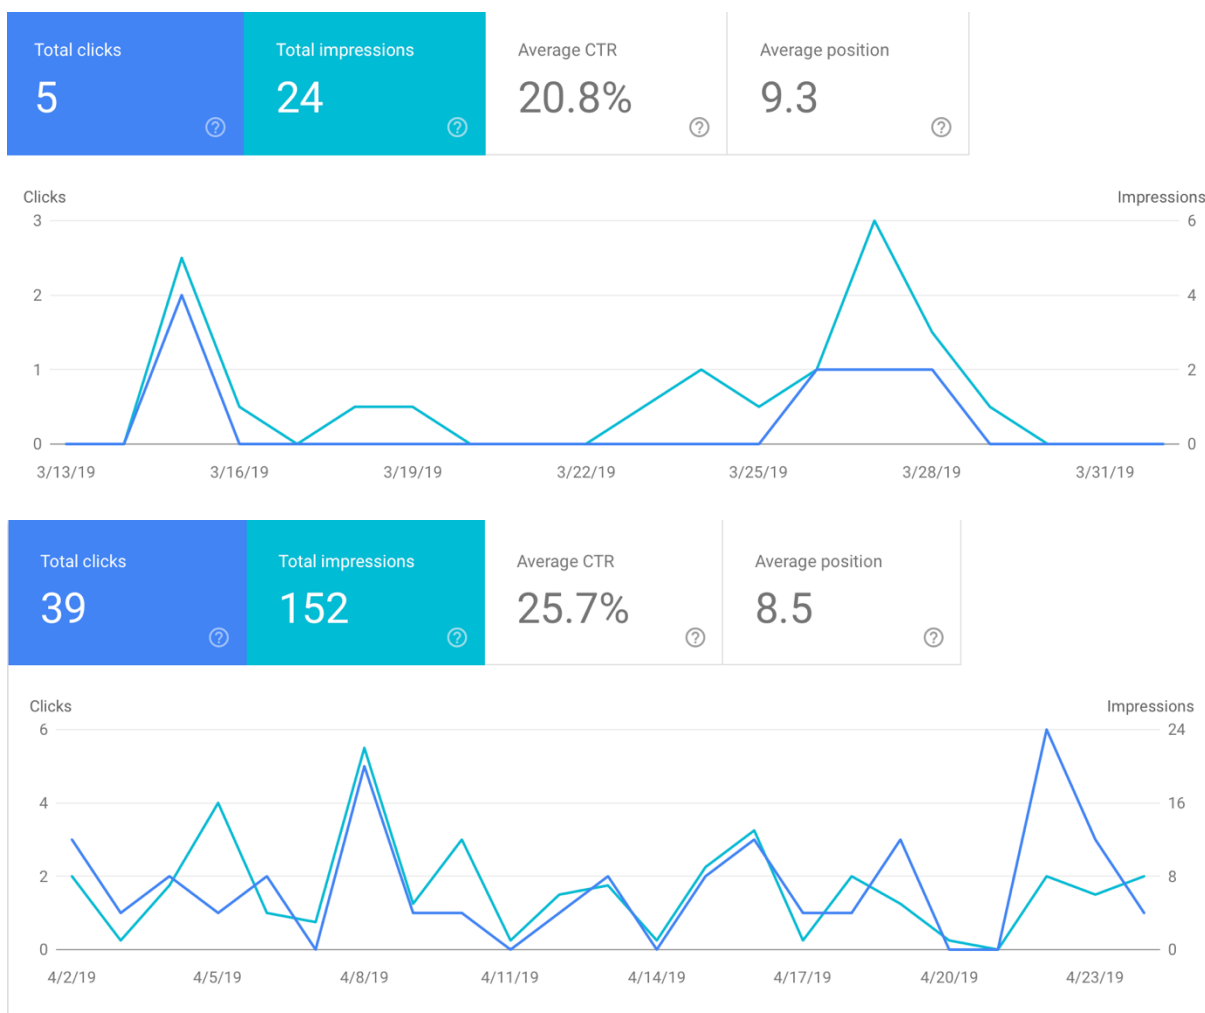 Total clicks Total impressions Average CTR Average position
5 24 20.8% 9.3
Clicks Impressions
3 6
2 4
1 2
0 0
3/13/19 3/16/19 3/19/19 3/22/19 3/25/19 3/28/19 3/31/19
Total clicks Total impressions Average CTR Average position
39 152 25.7% 8.5
Clicks Impressions
6 24
4 16
2 8
0 0
4/2/19 4/5/19 4/8/19 4/11/19 4/14/19 4/17/19 4/20/19 4/23/19